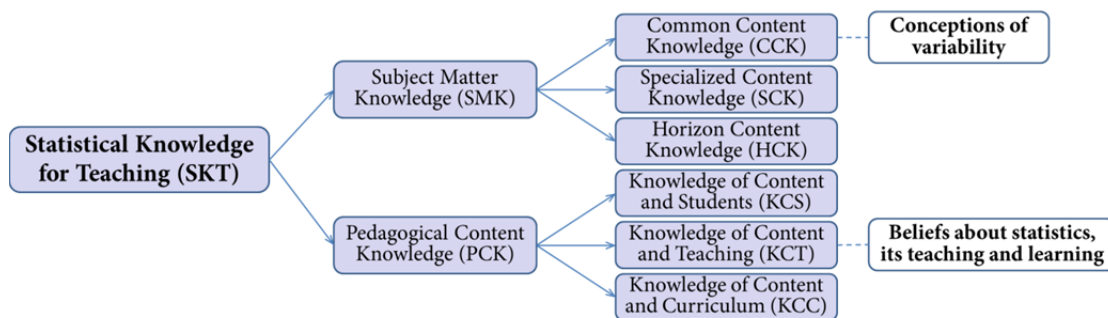 Statistical Knowledge
for Teaching (SKT)
Subject Matter
Knowledge (SMK)
Pedagogical Content
Knowledge (PCK)
Common Content
Knowledge (CCK)
Specialized Content
Knowledge (SCK)
Horizon Content
Knowledge (HCK)
Knowledge of Content
and Students (KCS)
Knowledge of Content
and Teaching (KCT)
Knowledge of Content
and Curriculum (KCC)
Conceptions of
variability
Beliefs about statistics,
its teaching and learning